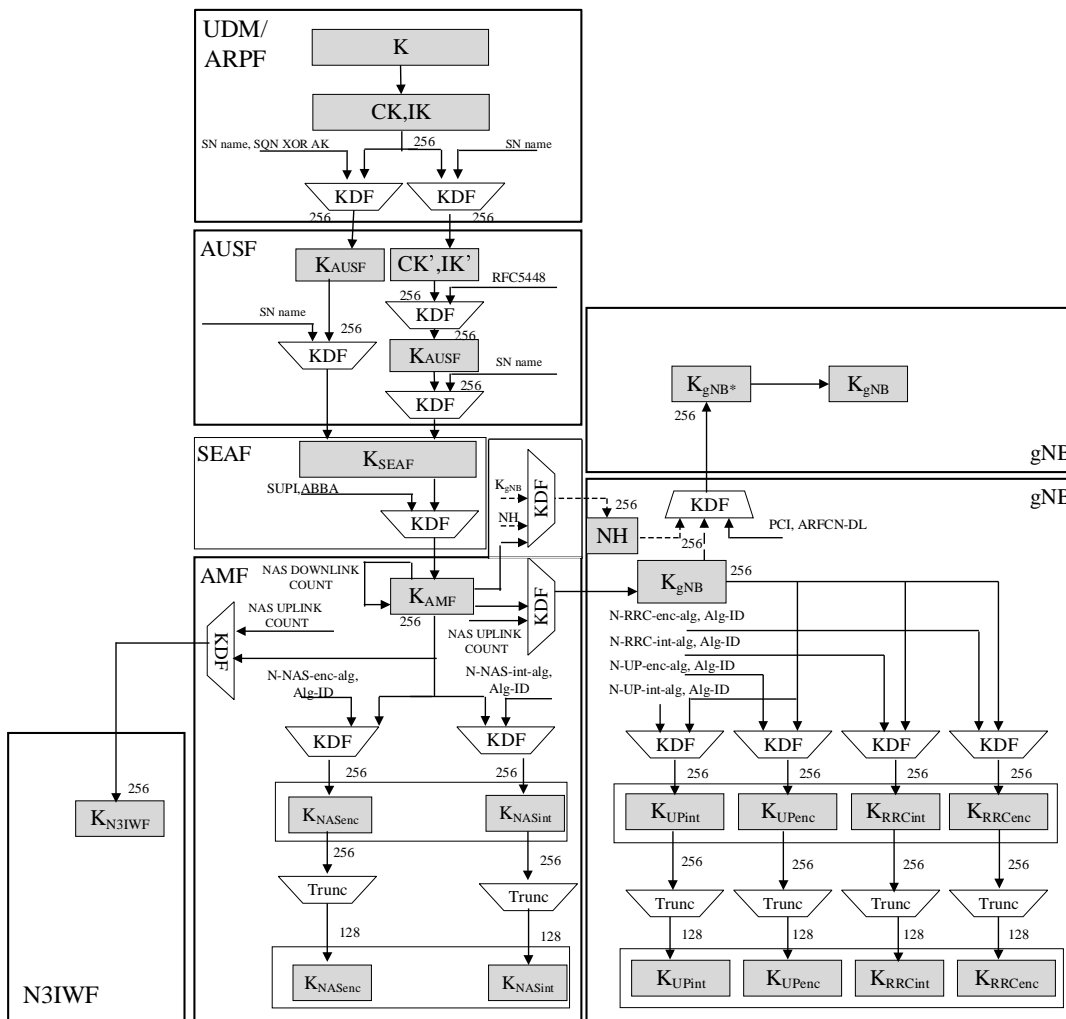 UDM/
ARPF
K
CK,IK
256
SN name, SQN XOR AK
SN name
KDF
KDF
256
256
AUSF
KAUSF
CK',IK'
RFC5448
256
KDF
SN name
256
256
KDF
KAUSF
SN name
256
KDF
KgNB*
KgNB
256
gNB
SEAF
KSEAF
SUPI,ABBA
KDF
KgNB
NH
KDF
256
NH
gNB
KDF
256
PCI, ARFCN-DL
AMF
NAS DOWNLINK
COUNT
KAMF
256
KDF
NAS UPLINK
COUNT
KgNB
256
NAS UPLINK
COUNT
KDF
N-RRC-enc-alg, Alg-ID
N-RRC-int-alg, Alg-ID
N-UP-enc-alg, Alg-ID
N-UP-int-alg, Alg-ID
N-NAS-enc-alg,
Alg-ID
N-NAS-int-alg,
Alg-ID
KDF
KDF
KDF
KDF
KDF
KDF
256
256
256
256
256
256
256
KN3IWF
KNASenc
KNASint
KUPint
KUPenc
KRRCint
KRRCenc
256
256
256
256
256
256
Trunc
Trunc
Trunc
Trunc
Trunc
Trunc
128
128
128
128
128
128
KNASenc
KNASint
KUPint
KUPenc
KRRCint
KRRCenc
N3IWF